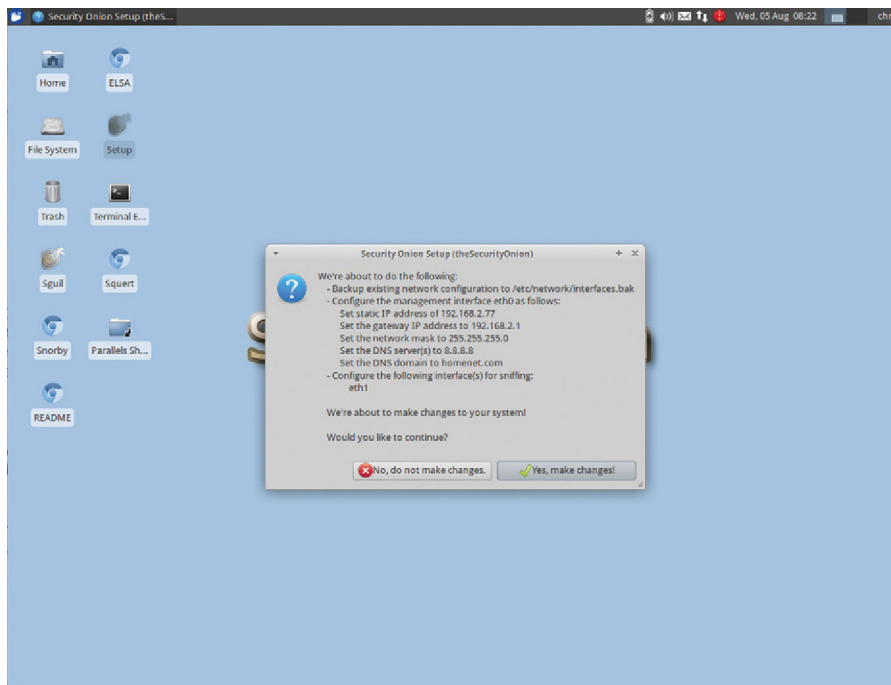 Security Onion Setup (theS...
Wed, 05 Aug 08:22
chr
Home
ELSA
File System
Setup
Trash
Terminal E...
Sguil
Squert
Snorby
Parallels Sh...
README
Security Onion Setup (theSecurityOnion)
We're about to do the following:
- Backup existing network configuration to /etc/network/interfaces.bak
- Configure the management interface eth0 as follows:
Set static IP address of 192.168.2.77
Set the gateway IP address to 192.168.2.1
Set the network mask to 255.255.255.0
Set the DNS server(s) to 8.8.8.8
Set the DNS domain to homenet.com
- Configure the following interface(s) for sniffing:
eth1
We're about to make changes to your system!
Would you like to continue?
No, do not make changes.
Yes, make changes!